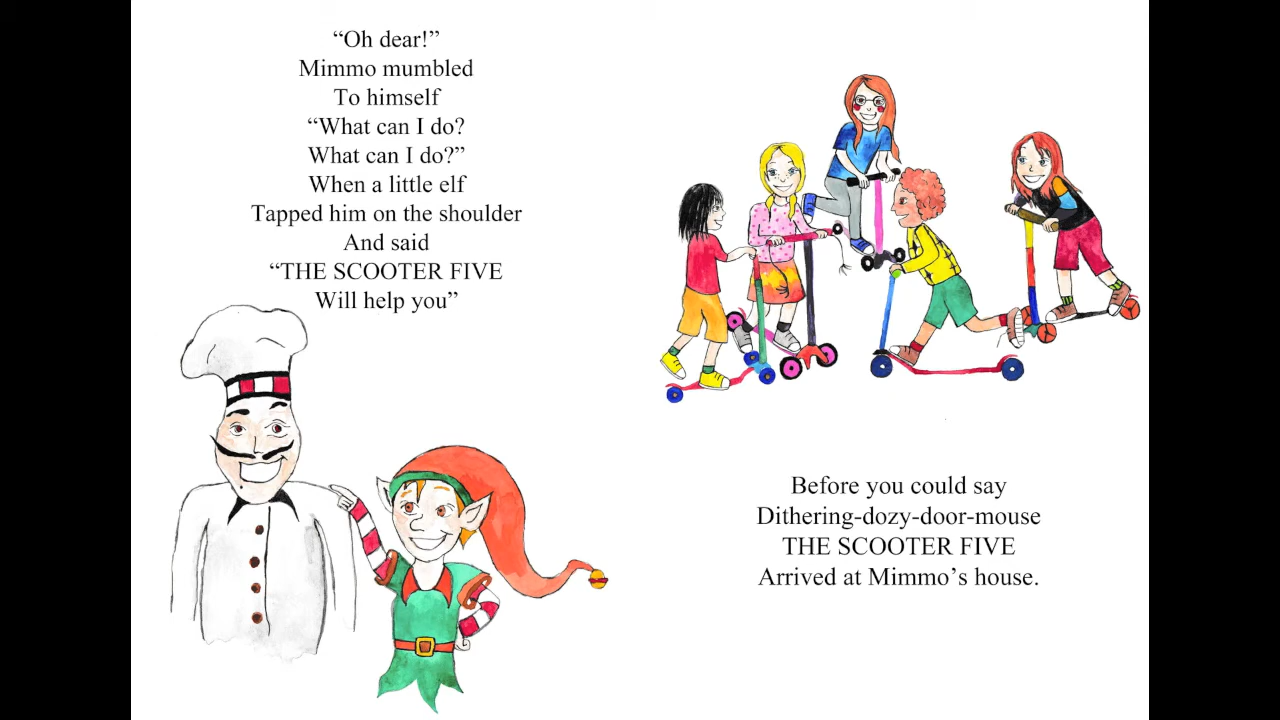 “Oh dear!”
Mimmo mumbled
To himself
“What can I do?
What can I do?”
When a little elf
Tapped him on the shoulder
And said
“THE SCOOTER FIVE
Will help you”
Before you could say
Dithering-dozy-door-mouse
THE SCOOTER FIVE
Arrived at Mimmo’s house.